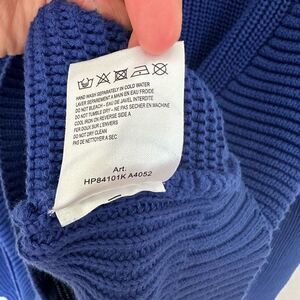 HAND WASH SEPARATELY IN COLD WATER
LAVER SEPAREMENT A MAIN EN EAU FROIDE
DO NOT BLEACH - EAU DE JAVEL INTERDITE
DO NOT TUMBLE DRY - NE PAS SECHER EN MACHINE
COOL IRON ON REVERSE SIDE A
FER DOUX SUR L'ENVERS
DO NOT DRY CLEAN
PAS DE NETTOYER A SEC
Art.
HP84101K A4052